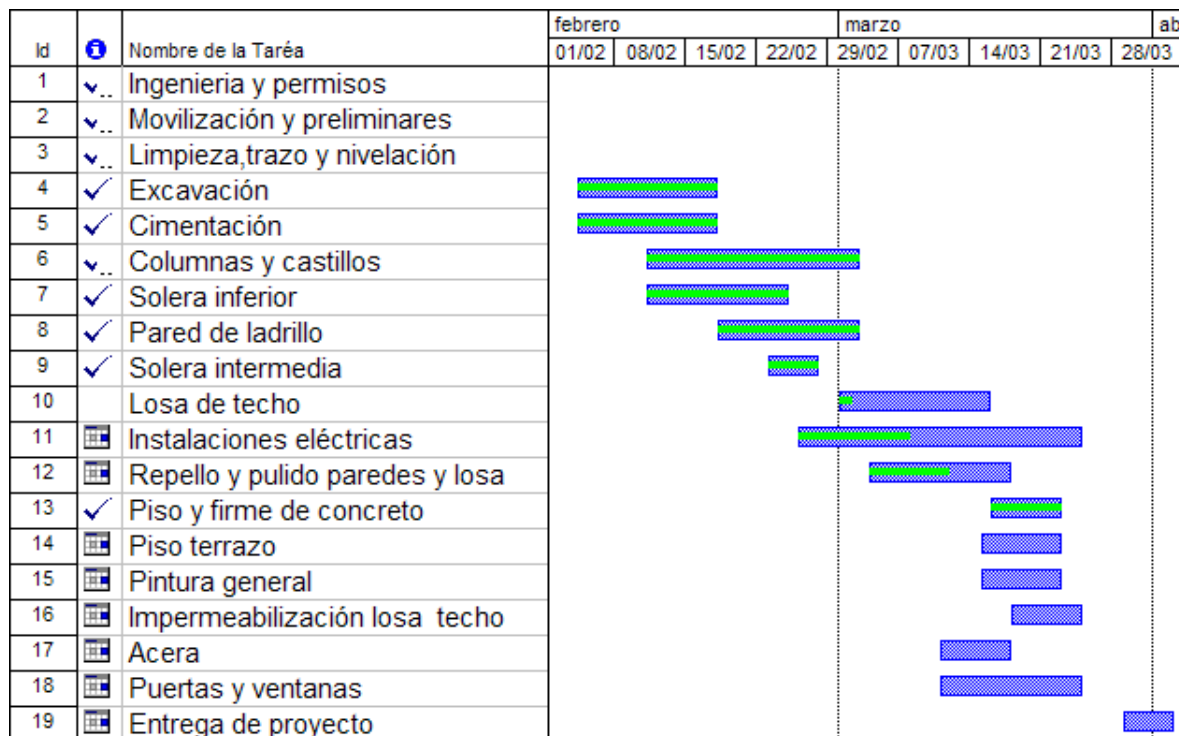 febrero marzo ab
Id Nombre de la Taréa 01/02 08/02 15/02 22/02 29/02 07/03 14/03 21/03 28/03
1 Ingenieria y permisos
2 Movilización y preliminares
3 Limpieza,trazo y nivelación
4 Excavación
5 Cimentación
6 Columnas y castillos
7 Solera inferior
8 Pared de ladrillo
9 Solera intermedia
10 Losa de techo
11 Instalaciones eléctricas
12 Repello y pulido paredes y losa
13 Piso y firme de concreto
14 Piso terrazo
15 Pintura general
16 Impermeabilización losa techo
17 Acera
18 Puertas y ventanas
19 Entrega de proyecto